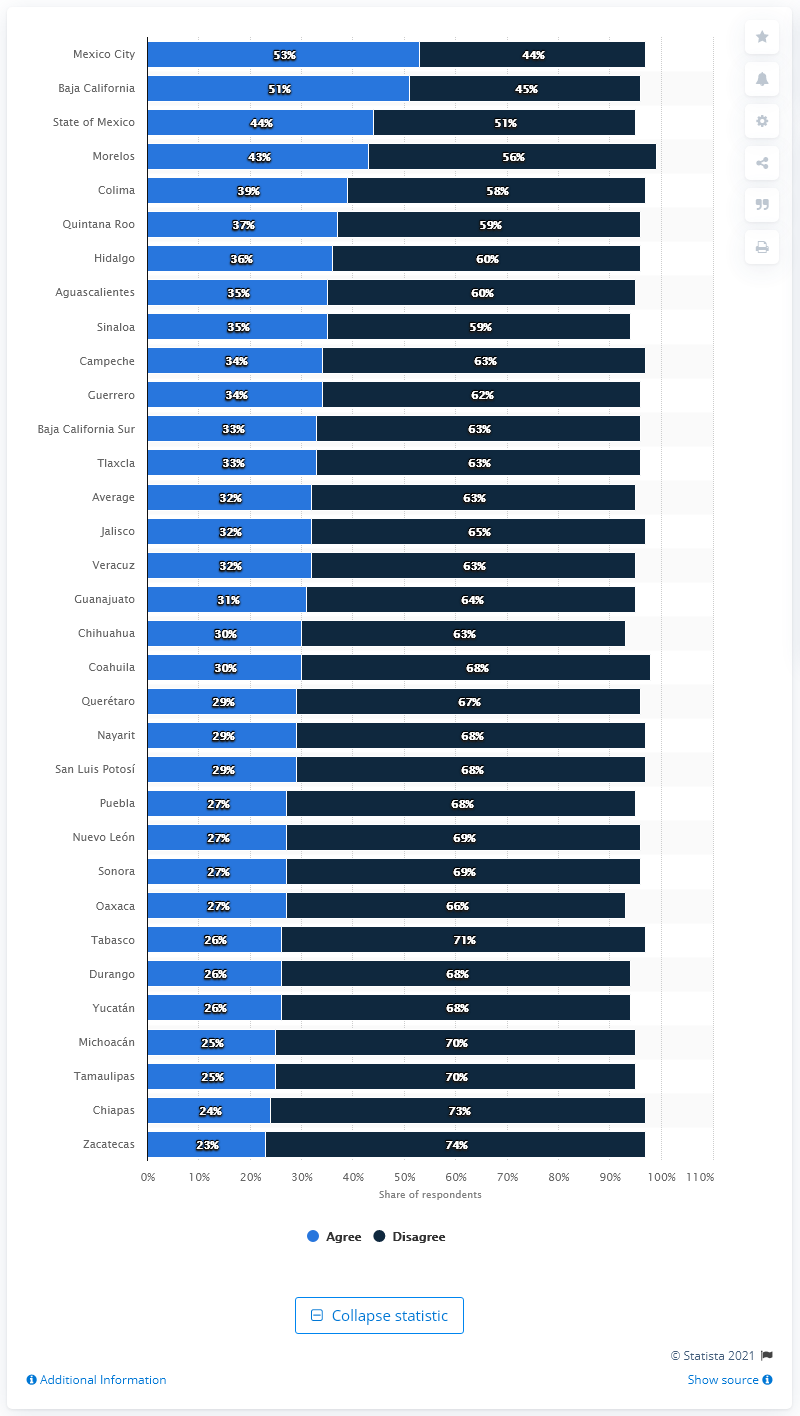 Mexico City 53% 44%
Baja California 51% 45%
State of Mexico 44% 51%
Morelos 43% 56%
Colima 39% 58%
Quintana Roo 37% 59%
Hidalgo 36% 60%
Aguascalientes 35% 60%
Sinaloa 35% 59%
Campeche 34% 63%
Guerrero 34% 62%
Baja California Sur 33% 63%
Tlaxcla 33% 63%
Average 32% 63%
Jalisco 32% 65%
Veracuz 32% 63%
Guanajuato 31% 64%
Chihuahua 30% 63%
Coahuila 30% 68%
Querétaro 29% 67%
Nayarit 29% 68%
San Luis Potosí 29% 68%
Puebla 27% 68%
Nuevo León 27% 69%
Sonora 27% 69%
Oaxaca 27% 66%
Tabasco 26% 71%
Durango 26% 68%
Yucatán 26% 68%
Michoacán 25% 70%
Tamaulipas 25% 70%
Chiapas 24% 73%
Zacatecas 23% 74%
0% 10% 20% 30% 40% 50% 60% 70% 80% 90% 100% 110%
Share of respondents
Agree Disagree
Collapse statistic
© Statista 2021
Additional Information Show source